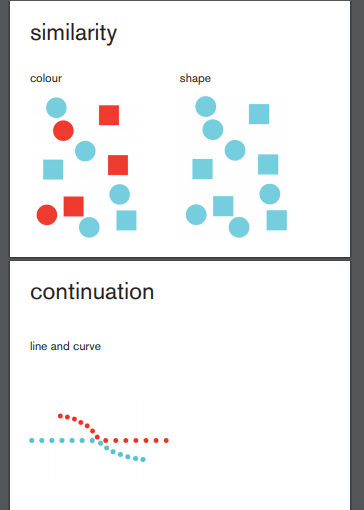 similarity
colour
shape
continuation
line and curve